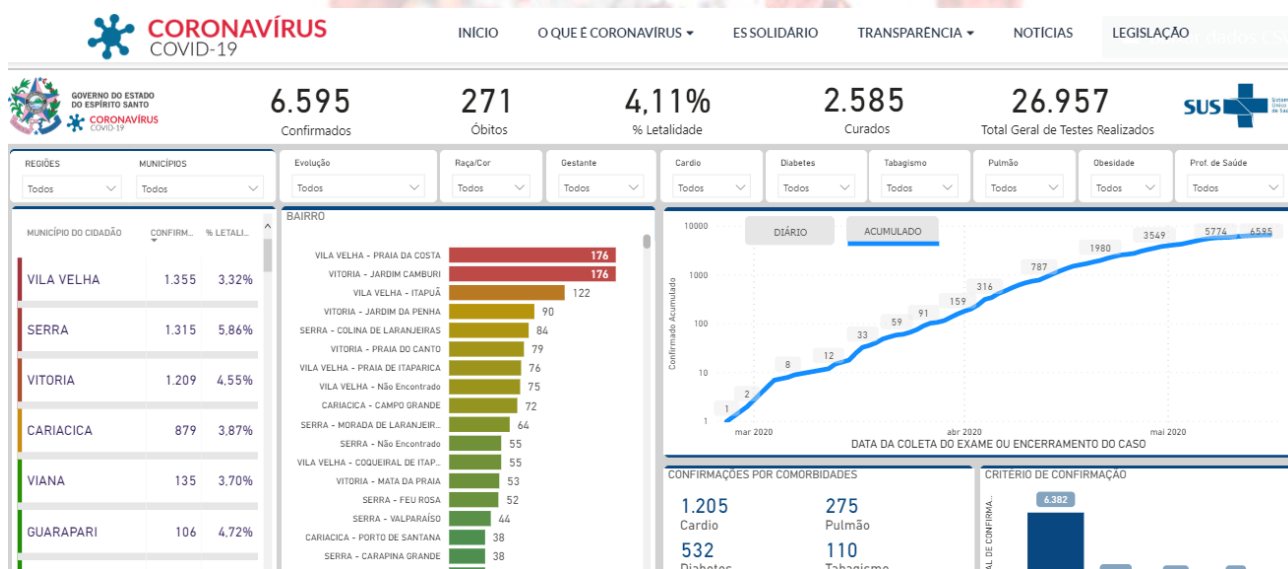 CORONAVÍRUS
COVID-19
INÍCIO O QUE É CORONAVÍRUS ES SOLIDÁRIO TRANSPARÊNCIA NOTÍCIAS LEGISLAÇÃO
GOVERNO DO ESTADO
DO ESPÍRITO SANTO
CORONAVÍRUS
COVID-19
6.595
Confirmados
271
Óbitos
4,11%
% Letalidade
2.585
Curados
26.957
Total Geral de Testes Realizados
SUS
Sistema
Único
de Saú
REGIÕES
Todos
MUNICÍPIOS
Todos
Evolução
Todos
Raça/Cor
Todos
Gestante
Todos
Cardio
Todos
Diabetes
Todos
Tabagismo
Todos
Pulmão
Todos
Obesidade
Todos
Prof. de Saúde
Todos
MUNICÍPIO DO CIDADÃO CONFIRM... % LETALI...
VILA VELHA 1.355 3,32%
SERRA 1.315 5,86%
VITORIA 1.209 4,55%
CARIACICA 879 3,87%
VIANA 135 3,70%
GUARAPARI 106 4,72%
BAIRRO
VILA VELHA - PRAIA DA COSTA 176
VITORIA - JARDIM CAMBURI 176
VILA VELHA - ITAPUÃ 122
VITORIA - JARDIM DA PENHA 90
SERRA - COLINA DE LARANJEIRAS 84
VITORIA - PRAIA DO CANTO 79
VILA VELHA - PRAIA DE ITAPARICA 76
VILA VELHA - Não Encontrado 75
CARIACICA - CAMPO GRANDE 72
SERRA - MORADA DE LARANJEIR... 64
SERRA - Não Encontrado 55
VILA VELHA - COQUEIRAL DE ITAP... 55
VITORIA - MATA DA PRAIA 53
SERRA - FEU ROSA 52
SERRA - VALPARAÍSO 44
CARIACICA - PORTO DE SANTANA 38
SERRA - CARAPINA GRANDE 38
DIÁRIO ACUMULADO
Confirmado Acumulado
10000
1000
100
10
1
1 2 8 12 33 59 91 159 316 787 1980 3549 5774 6595
mar 2020 abr 2020 mai 2020
DATA DA COLETA DO EXAME OU ENCERRAMENTO DO CASO
CONFIRMAÇÕES POR COMORBIDADES
1.205
Cardio
275
Pulmão
532
Diabetes
110
Tabagismo
CRITÉRIO DE CONFIRMAÇÃO
AL DE CONFIRMA...
6.382